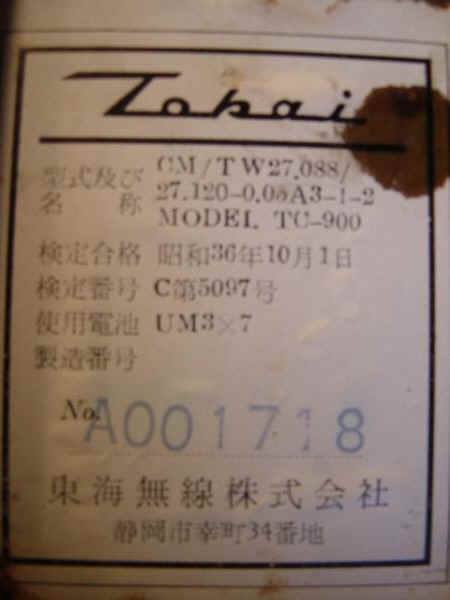 Tokai
型式及び CM/TW27.088/
27.120-0.05A3-1-2
名称 MODEL TC-900
検定合格 昭和36年10月1日
検定番号 C第5097号
使用電池 UM3×7
製造番号
No. A001718
東海無線株式会社
静岡市幸町34番地